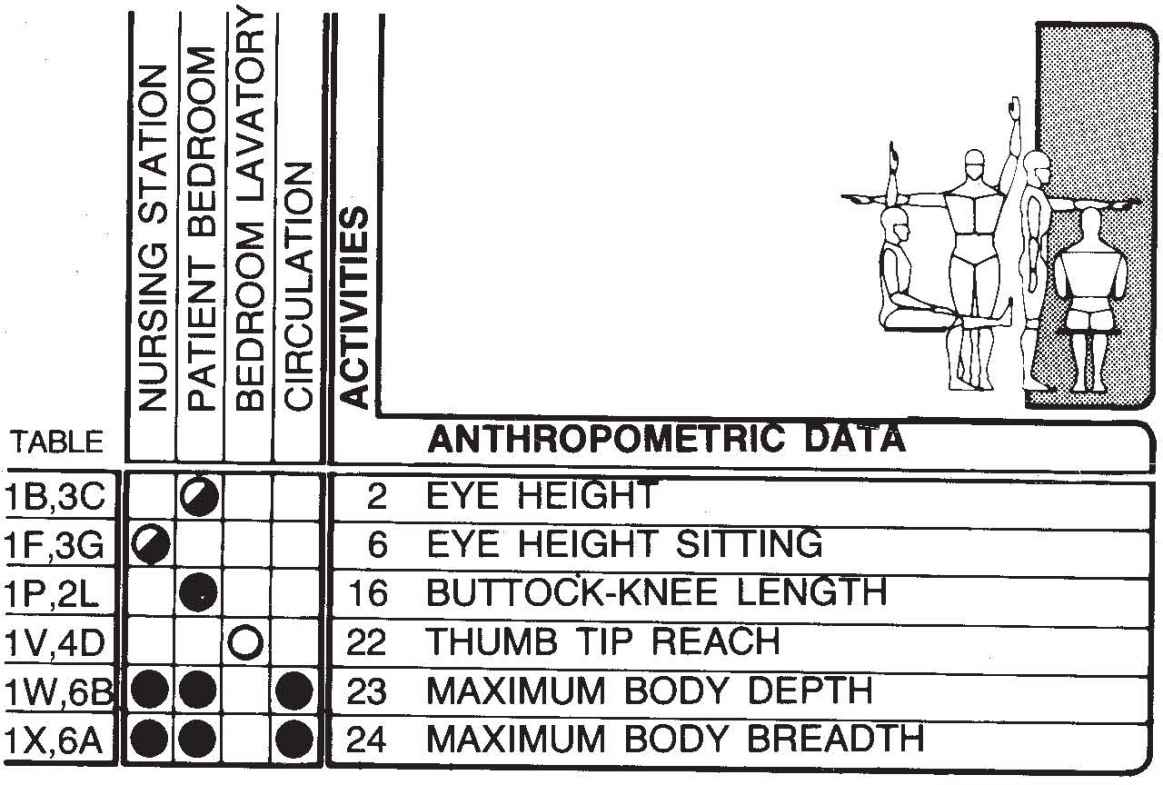 NURSING STATION
PATIENT BEDROOM
BEDROOM LAVATORY
CIRCULATION
ACTIVITIES
TABLE ANTHROPOMETRIC DATA
1B,3C 2 EYE HEIGHT
1F,3G 6 EYE HEIGHT SITTING
1P,2L 16 BUTTOCK-KNEE LENGTH
1V,4D 22 THUMB TIP REACH
1W,6B 23 MAXIMUM BODY DEPTH
1X,6A 24 MAXIMUM BODY BREADTH